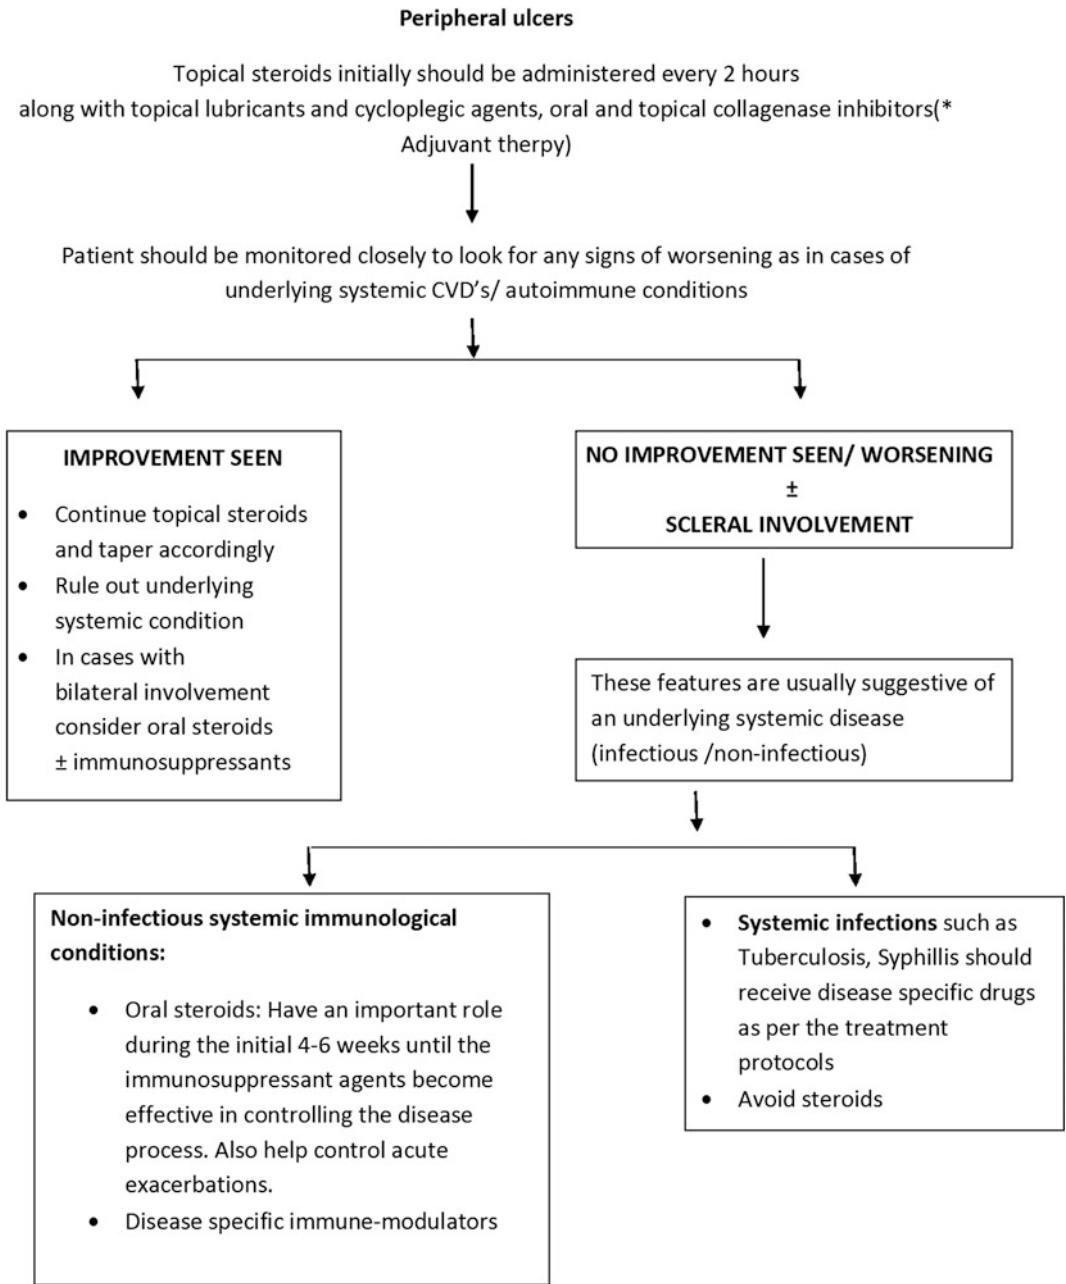 Peripheral ulcers
Topical steroids initially should be administered every 2 hours
along with topical lubricants and cycloplegic agents, oral and topical collagenase inhibitors(*
Adjuvant therpy)
Patient should be monitored closely to look for any signs of worsening as in cases of
underlying systemic CVD's/ autoimmune conditions
IMPROVEMENT SEEN
• Continue topical steroids
and taper accordingly
• Rule out underlying
systemic condition
• In cases with
bilateral involvement
consider oral steroids
± immunosuppressants
NO IMPROVEMENT SEEN/ WORSENING
±
SCLERAL INVOLVEMENT
These features are usually suggestive of
an underlying systemic disease
(infectious /non-infectious)
Non-infectious systemic immunological
conditions:
• Oral steroids: Have an important role
during the initial 4-6 weeks until the
immunosuppressant agents become
effective in controlling the disease
process. Also help control acute
exacerbations.
• Disease specific immune-modulators
• Systemic infections such as
Tuberculosis, Syphillis should
receive disease specific drugs
as per the treatment
protocols
• Avoid steroids